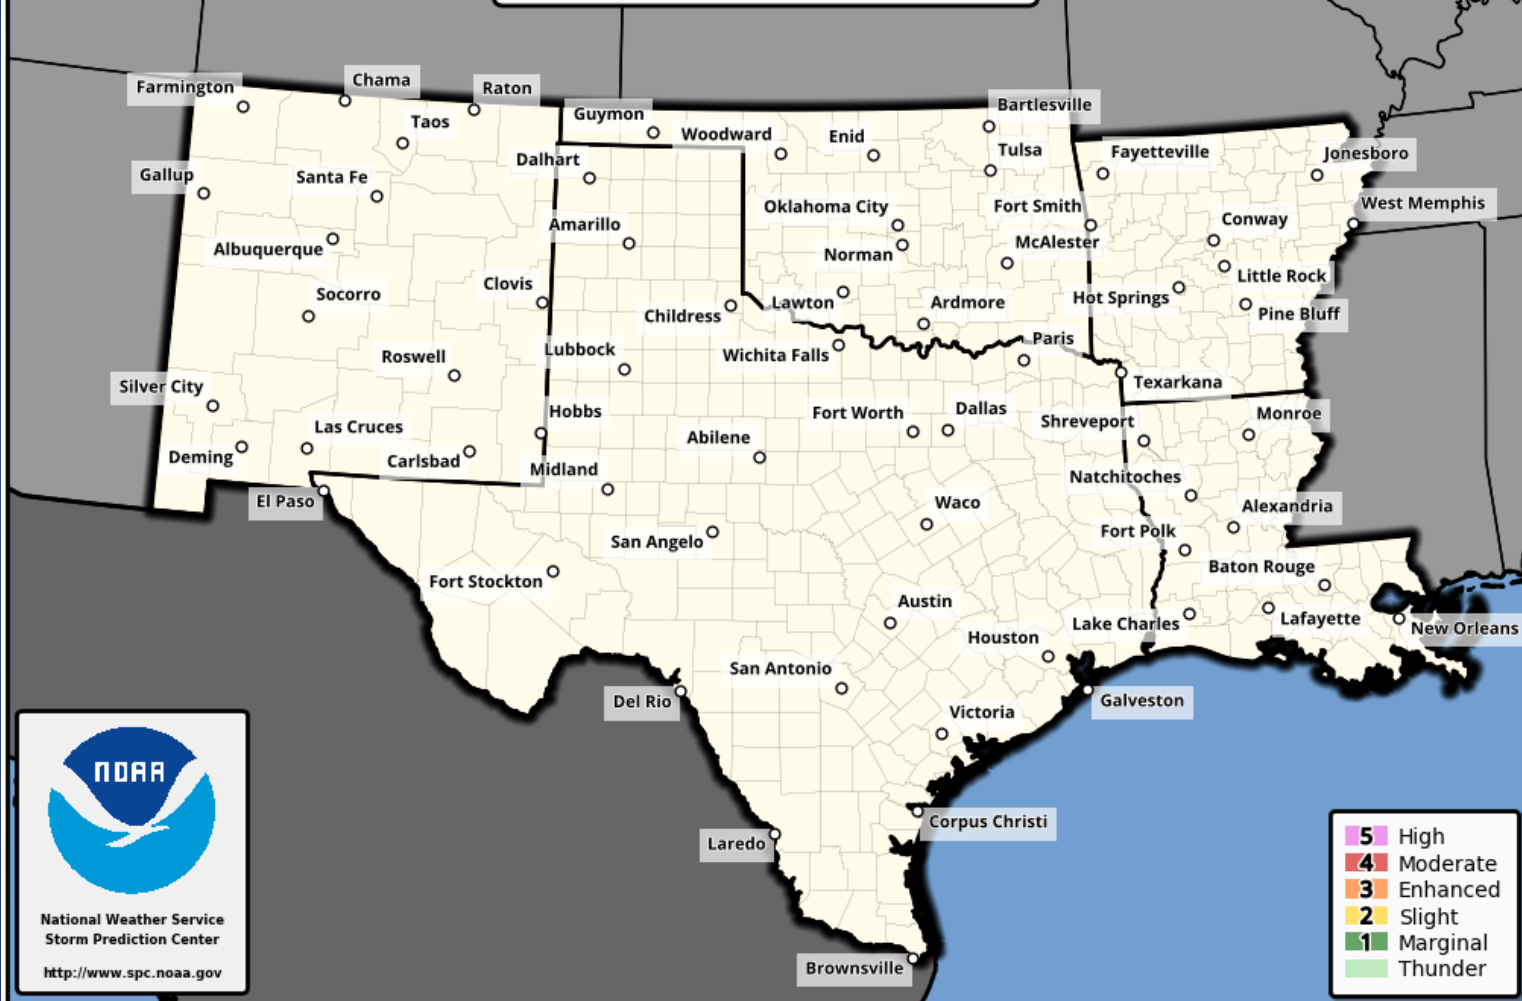 Farmington
Chama
Raton
Taos
Guymon
Woodward
Enid
Bartlesville
Tulsa
Fayetteville
Jonesboro
Gallup
Santa Fe
Dalhart
Oklahoma City
Fort Smith
West Memphis
Albuquerque
Amarillo
Norman
McAlester
Conway
Socorro
Clovis
Childress
Lawton
Ardmore
Hot Springs
Little Rock
Pine Bluff
Roswell
Lubbock
Wichita Falls
Paris
Texarkana
Silver City
Las Cruces
Hobbs
Abilene
Fort Worth
Dallas
Shreveport
Monroe
Deming
Carlsbad
Midland
Natchitoches
El Paso
San Angelo
Waco
Fort Polk
Alexandria
Fort Stockton
Austin
Baton Rouge
Houston
Lake Charles
Lafayette
New Orleans
San Antonio
Del Rio
Victoria
Galveston
Corpus Christi
Laredo
Brownsville
NOAA
National Weather Service
Storm Prediction Center
http://www.spc.noaa.gov
5 High
4 Moderate
3 Enhanced
2 Slight
1 Marginal
Thunder